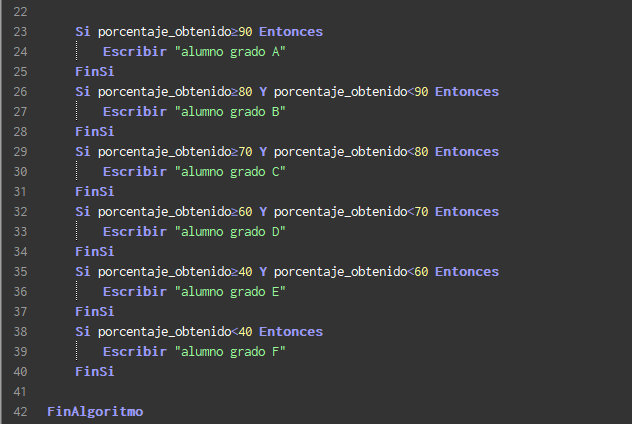 22
23 Si porcentaje_obtenido≥90 Entonces
24 Escribir "alumno grado A"
25 FinSi
26 Si porcentaje_obtenido≥80 Y porcentaje_obtenido<90 Entonces
27 Escribir "alumno grado B"
28 FinSi
29 Si porcentaje_obtenido≥70 Y porcentaje_obtenido<80 Entonces
30 Escribir "alumno grado C"
31 FinSi
32 Si porcentaje_obtenido≥60 Y porcentaje_obtenido<70 Entonces
33 Escribir "alumno grado D"
34 FinSi
35 Si porcentaje_obtenido≥40 Y porcentaje_obtenido<60 Entonces
36 Escribir "alumno grado E"
37 FinSi
38 Si porcentaje_obtenido<40 Entonces
39 Escribir "alumno grado F"
40 FinSi
41
42 FinAlgoritmo